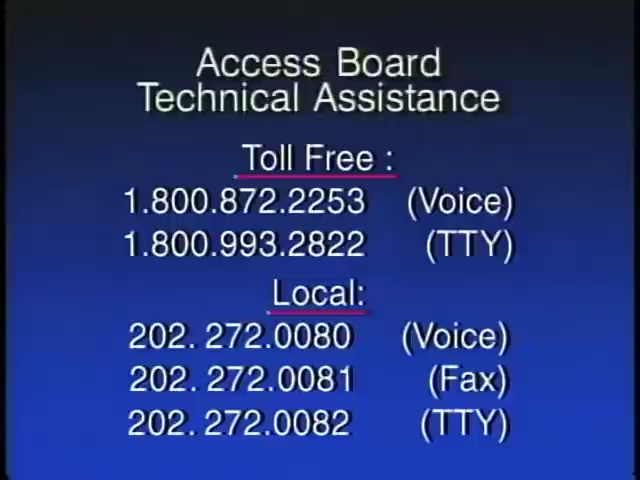 Access Board
Technical Assistance
Toll Free :
1.800.872.2253 (Voice)
1.800.993.2822 (TTY)
Local:
202. 272.0080 (Voice)
202. 272.0081 (Fax)
202. 272.0082 (TTY)